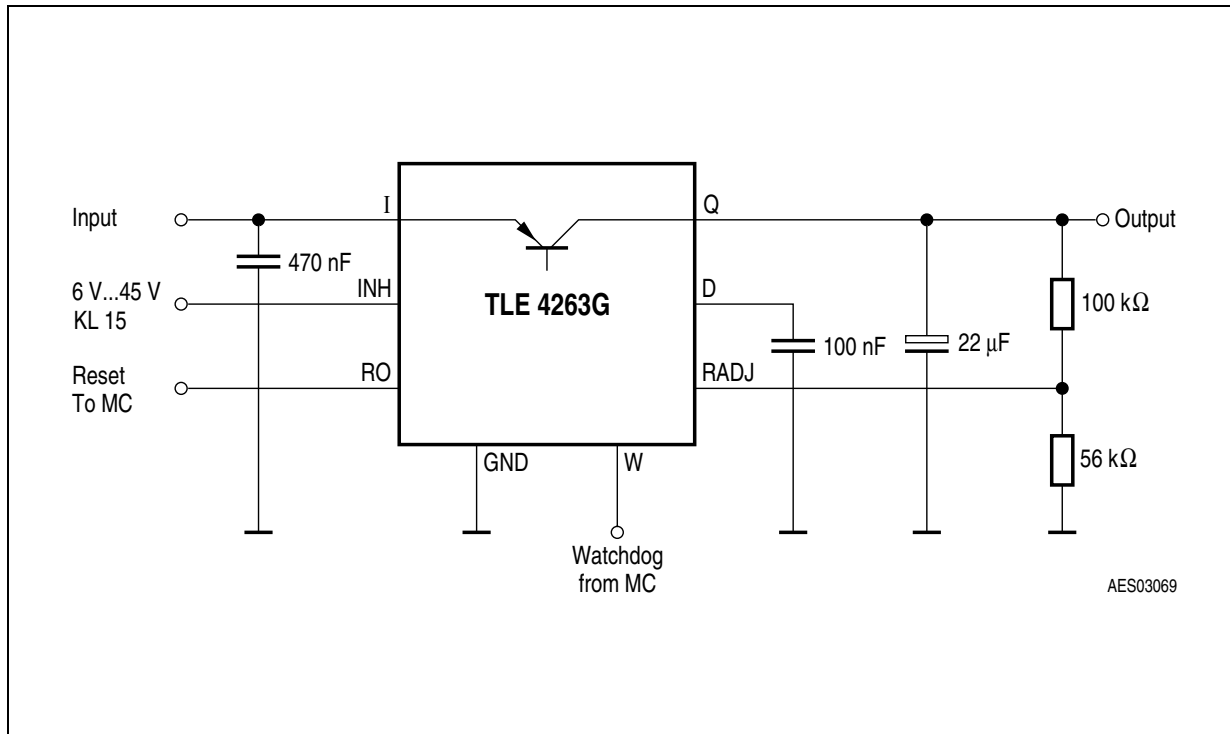 Input
I
Q
Output
470 nF
6 V...45 V
KL 15
INH
TLE 4263G
D
100 kΩ
100 nF
22 μF
Reset
To MC
RO
RADJ
56 kΩ
GND
W
Watchdog
from MC
AES03069